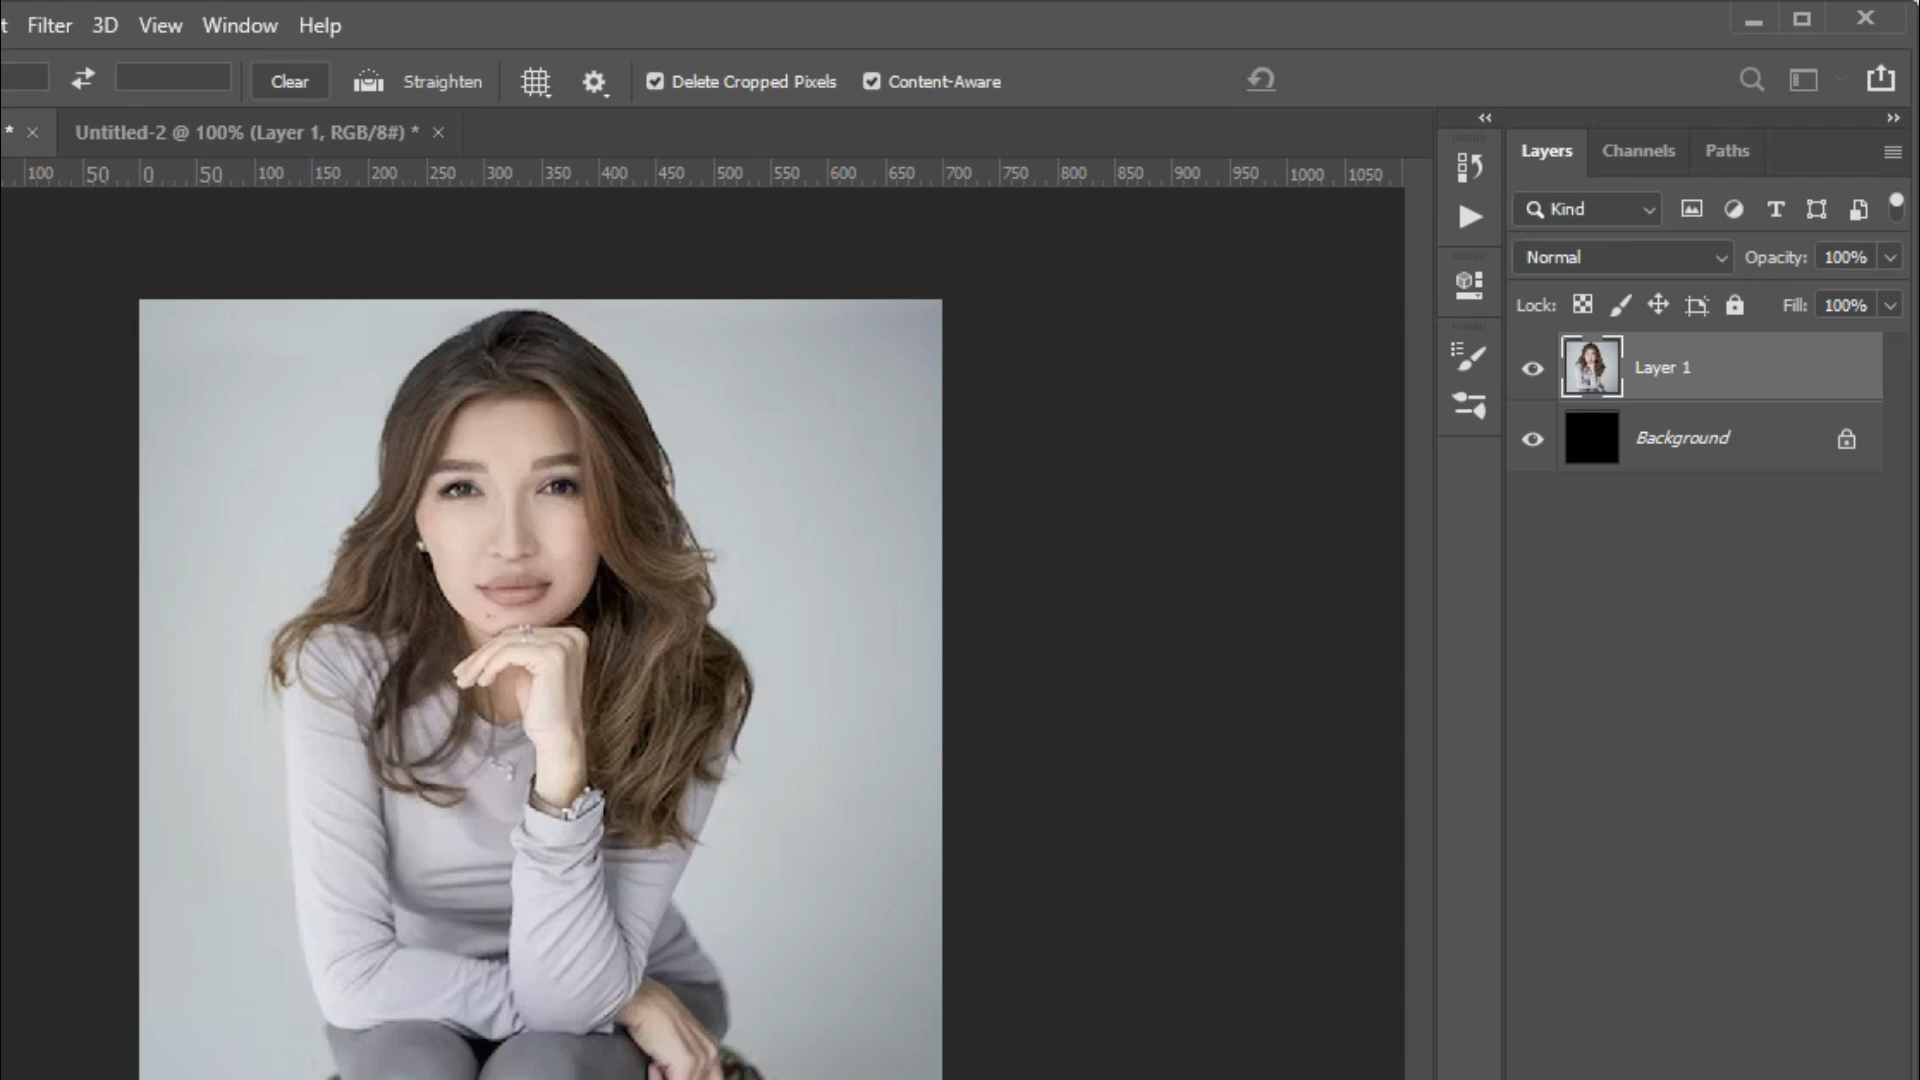 t Filter 3D View Window Help
Clear Straighten Delete Cropped Pixels Content-Aware
* × Untitled-2 @ 100% (Layer 1, RGB/8#) * ×
100 50 0 50 100 150 200 250 300 350 400 450 500 550 600 650 700 750 800 850 900 950 1000 1050
Layers Channels Paths
Kind
Normal Opacity: 100%
Lock: Fill: 100%
Layer 1
Background